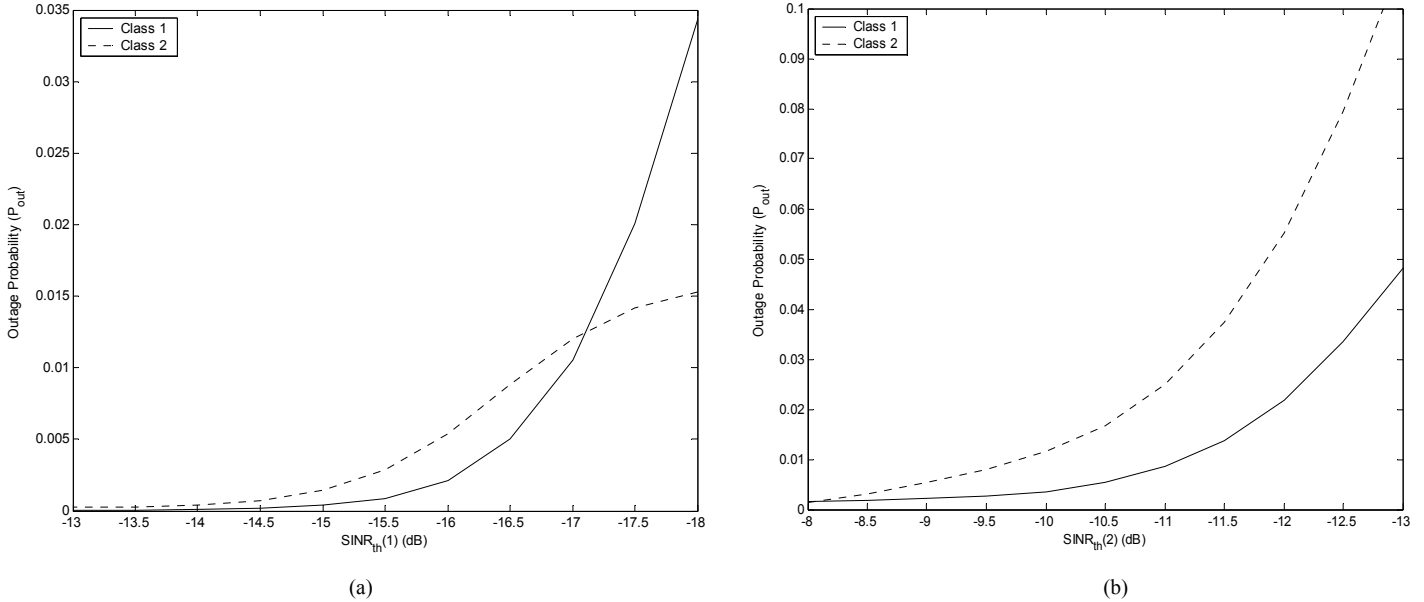 0.035
0.03
0.025
0.02
0.015
0.01
0.005
0
Outage Probability (P_out)
Class 1
Class 2
-13 -13.5 -14 -14.5 -15 -15.5 -16 -16.5 -17 -17.5 -18
SINR_th(1) (dB)
(a)
0.1
0.09
0.08
0.07
0.06
0.05
0.04
0.03
0.02
0.01
0
Outage Probability (P_out)
Class 1
Class 2
-8 -8.5 -9 -9.5 -10 -10.5 -11 -11.5 -12 -12.5 -13
SINR_th(2) (dB)
(b)